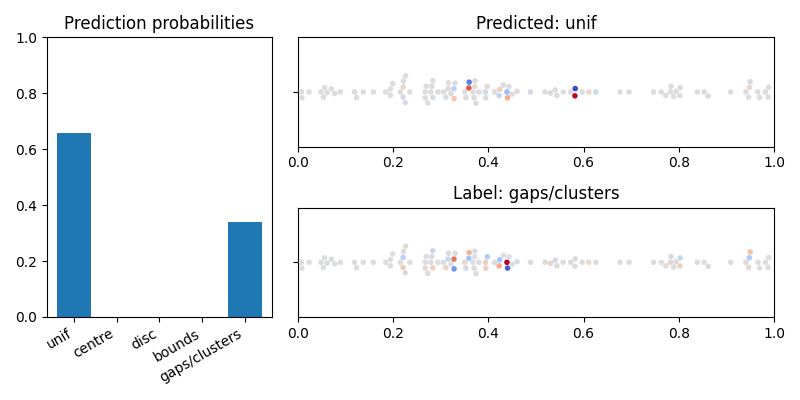 Prediction probabilities
1.0
0.8
0.6
0.4
0.2
0.0
unif
centre
disc
bounds
gaps/clusters
Predicted: unif
0.0 0.2 0.4 0.6 0.8 1.0
Label: gaps/clusters
0.0 0.2 0.4 0.6 0.8 1.0